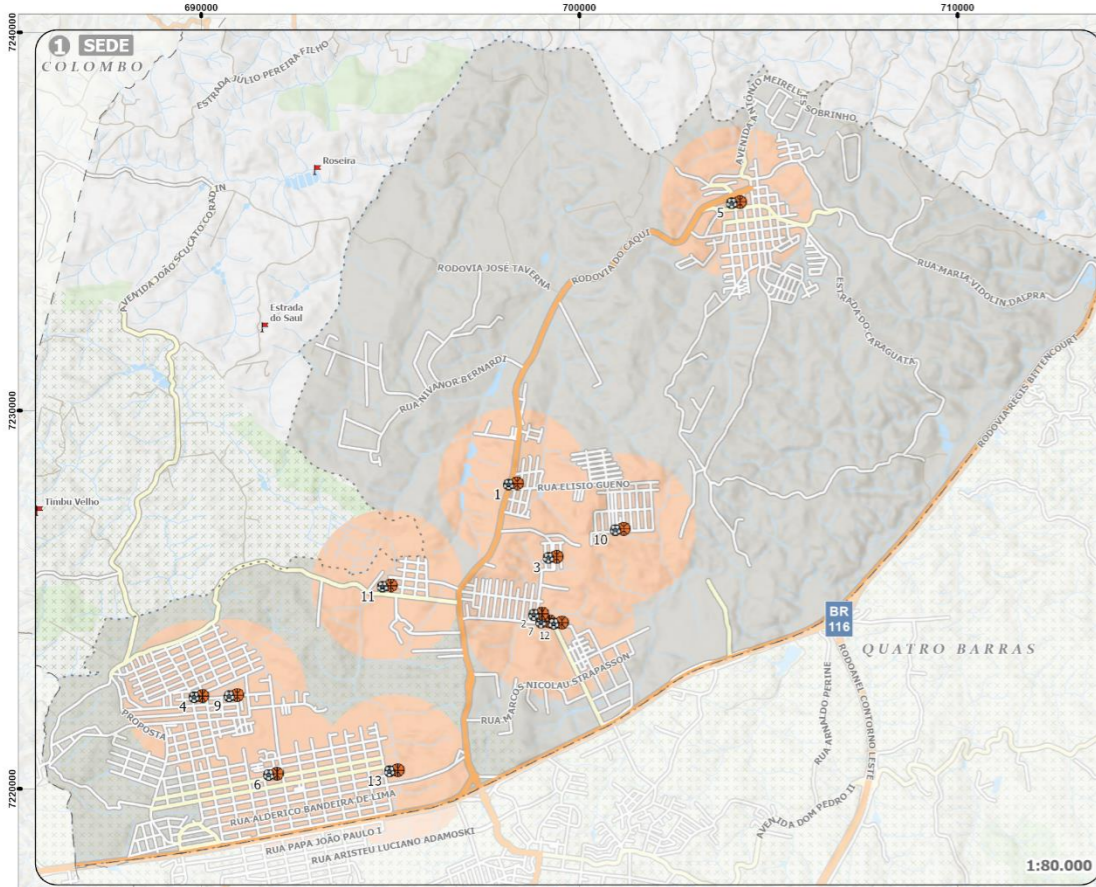 690000
700000
710000
7240000
7230000
7220000
1 SEDE
COLOMBO
ESTRADA JÚLIO PEREIRA FILHO
AVENIDA ANTÔNIO MEIRELES SOBRINHO
Roseira
AVENIDA JOÃO SCUCATO CORADIN
5
RODOVIA DO CAQUI
RODOVIA JOSÉ TAVERNA
RUA MARIA VIDOLIN DALPRA
ESTRADA DO CARAGUATA
Estrada
do Saul
RODOVIA RÉGIS BITTENCOURT
RUA NIVANOR BERNARDI
1
RUA ELISIO GUENO
Timbu Velho
10
3
11
2
7
12
BR
116
QUATRO BARRAS
RUA MARCOS NICOLAU STRAPASSON
4
9
PROPOSTA
RUA ARNALDO PERINE
RODOANEL CONTORNO LESTE
6
13
RUA ALDERICO BANDEIRA DE LIMA
AVENIDA DOM PEDRO II
RUA PAPA JOÃO PAULO I
RUA ARISTEU LUCIANO ADAMOSKI
1:80.000